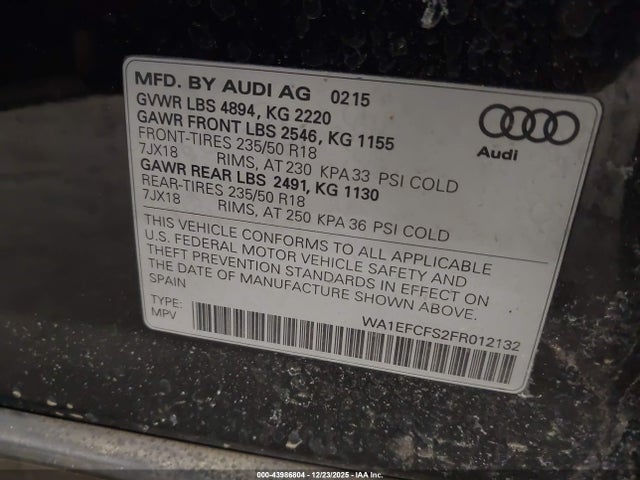 MFD. BY AUDI AG 0215
GVWR LBS 4894, KG 2220
GAWR FRONT LBS 2546, KG 1155
FRONT-TIRES 235/50 R18
7JX18 RIMS, AT 230 KPA 33 PSI COLD
GAWR REAR LBS 2491, KG 1130
REAR-TIRES 235/50 R18
7JX18 RIMS, AT 250 KPA 36 PSI COLD
Audi
THIS VEHICLE CONFORMS TO ALL APPLICABLE
U.S. FEDERAL MOTOR VEHICLE SAFETY AND
THEFT PREVENTION STANDARDS IN EFFECT ON
THE DATE OF MANUFACTURE SHOWN ABOVE.
SPAIN
TYPE:
MPV
WA1EFCFS2FR012132
000-43986804 - 12/23/2025 - IAA Inc.